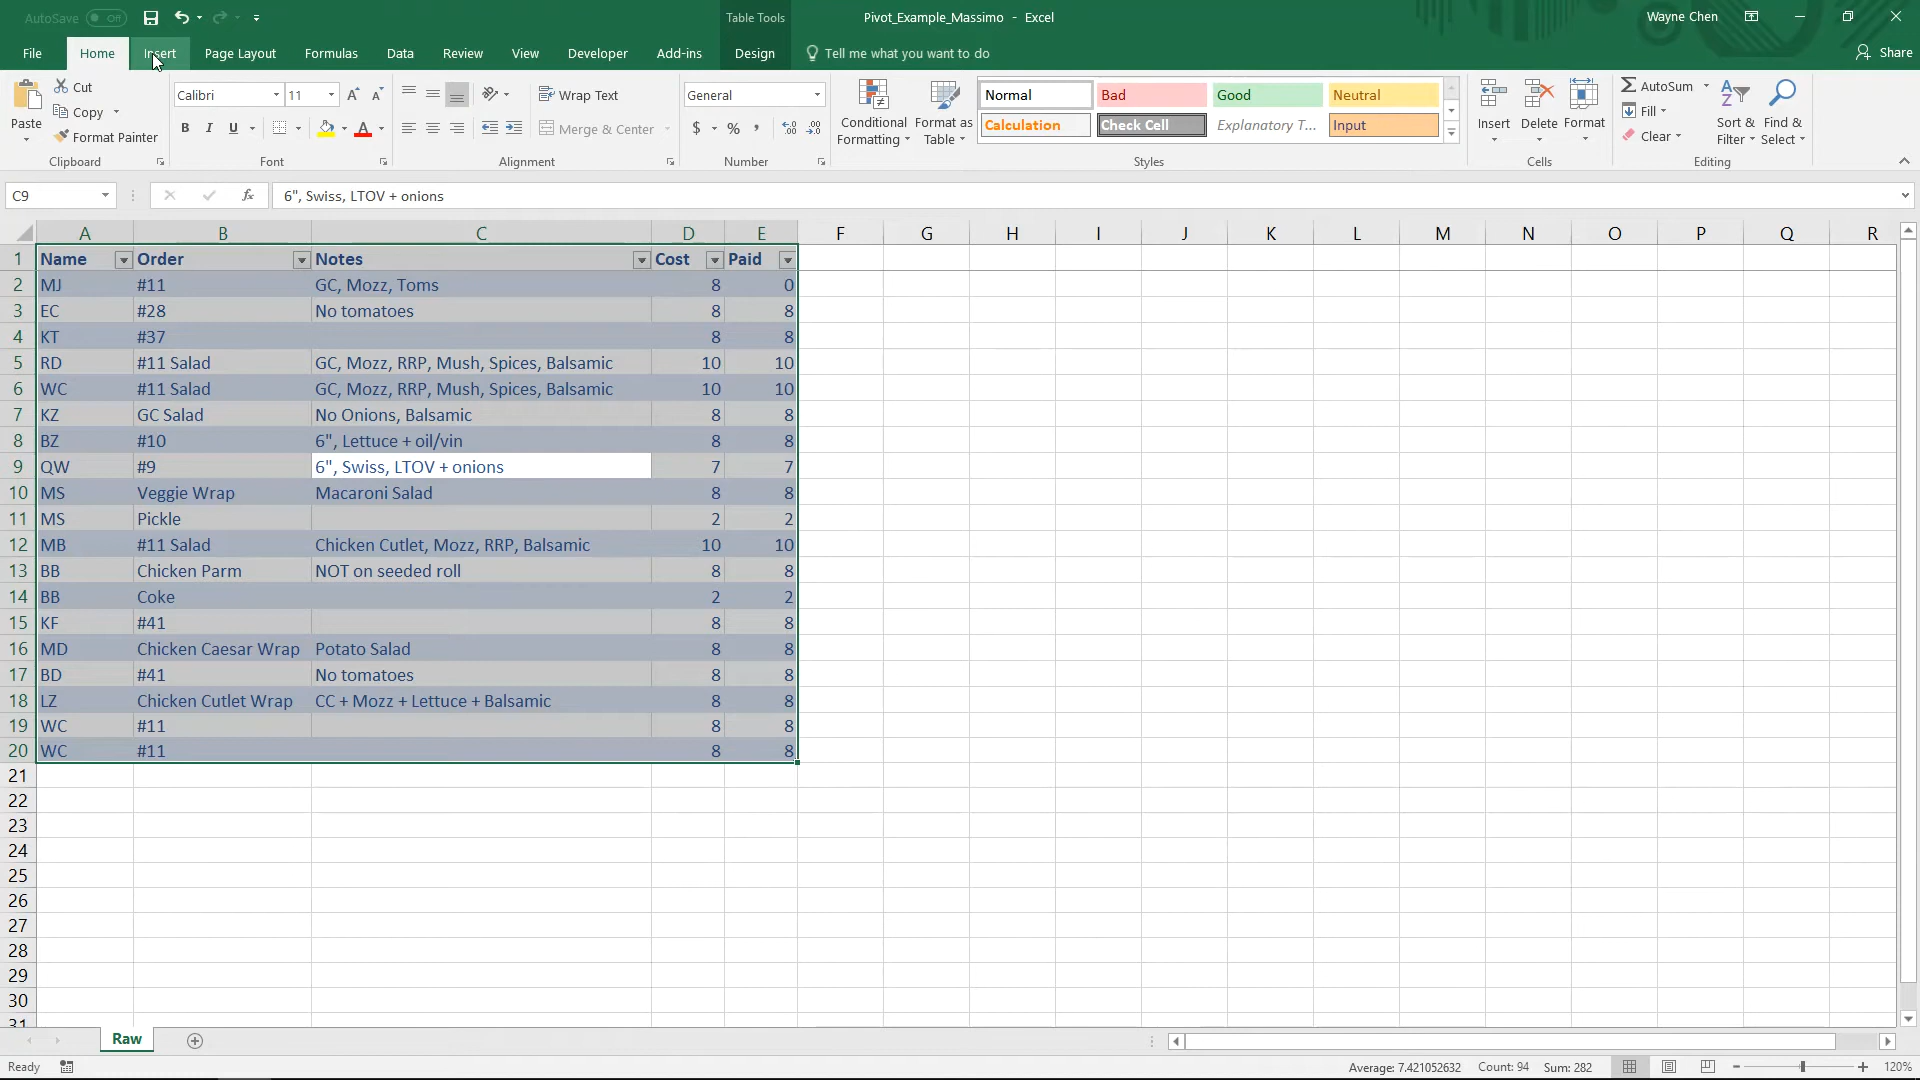 AutoSave Off Table Tools Pivot_Example_Massimo - Excel Wayne Chen
File Home Insert Page Layout Formulas Data Review View Developer Add-ins Design Tell me what you want to do Share
Paste Cut Calibri 11 Wrap Text General Conditional Formatting Format as Table Normal Bad Good Neutral Insert Delete Format AutoSum Sort & Filter Find & Select
Copy Merge & Center Calculation Check Cell Explanatory T... Input Fill
Format Painter B I U $ % , Clear
Clipboard Font Alignment Number Styles Cells Editing
C9 fx 6", Swiss, LTOV + onions
A B C D E F G H I J K L M N O P Q R
1 Name Order Notes Cost Paid
2 MJ #11 GC, Mozz, Toms 8 0
3 EC #28 No tomatoes 8 8
4 KT #37 8 8
5 RD #11 Salad GC, Mozz, RRP, Mush, Spices, Balsamic 10 10
6 WC #11 Salad GC, Mozz, RRP, Mush, Spices, Balsamic 10 10
7 KZ GC Salad No Onions, Balsamic 8 8
8 BZ #10 6", Lettuce + oil/vin 8 8
9 QW #9 6", Swiss, LTOV + onions 7 7
10 MS Veggie Wrap Macaroni Salad 8 8
11 MS Pickle 2 2
12 MB #11 Salad Chicken Cutlet, Mozz, RRP, Balsamic 10 10
13 BB Chicken Parm NOT on seeded roll 8 8
14 BB Coke 2 2
15 KF #41 8 8
16 MD Chicken Caesar Wrap Potato Salad 8 8
17 BD #41 No tomatoes 8 8
18 LZ Chicken Cutlet Wrap CC + Mozz + Lettuce + Balsamic 8 8
19 WC #11 8 8
20 WC #11 8 8
21
22
23
24
25
26
27
28
29
30
31
Raw
Ready Average: 7.421052632 Count: 94 Sum: 282 120%